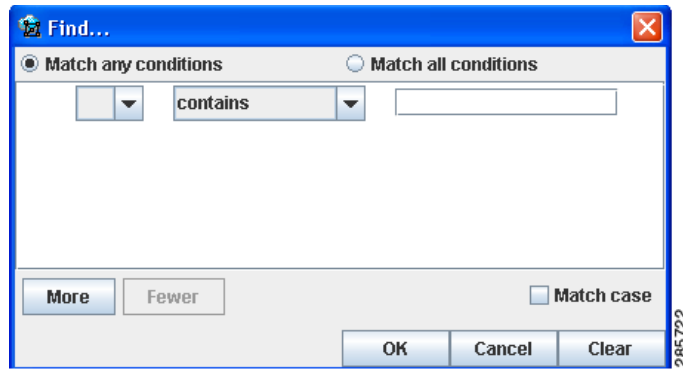 Find...
Match any conditions Match all conditions
contains
More Fewer Match case
OK Cancel Clear
285722